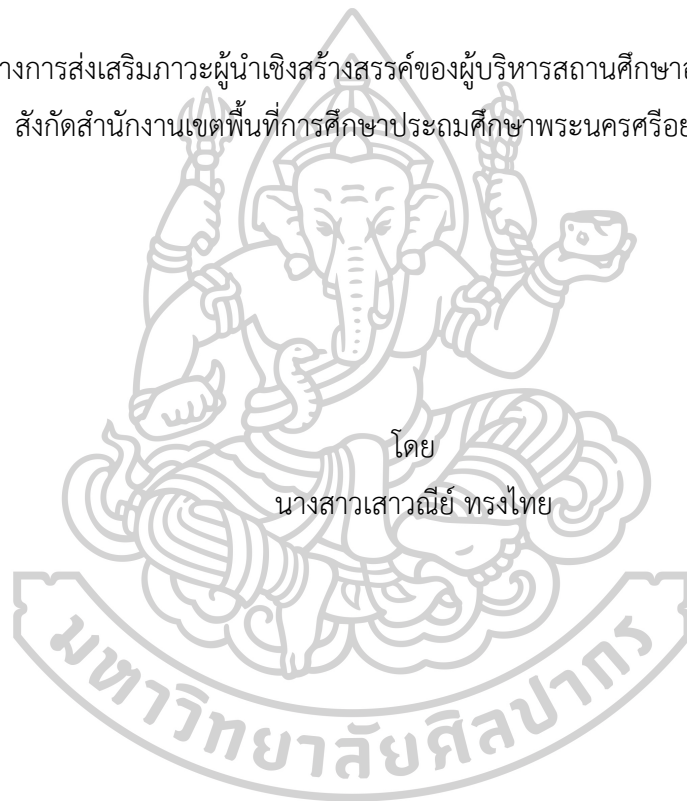 างการส่งเสริมภาวะผู้นำเชิงสร้างสรรค์ของผู้บริหารสถานศึกษา
สังกัดสำนักงานเขตพื้นที่การศึกษาประถมศึกษาพระนครศรีอย
โดย
นางสาวเสาวณีย์ ทรงไทย
มหาวิทยาลัยศิลปากร